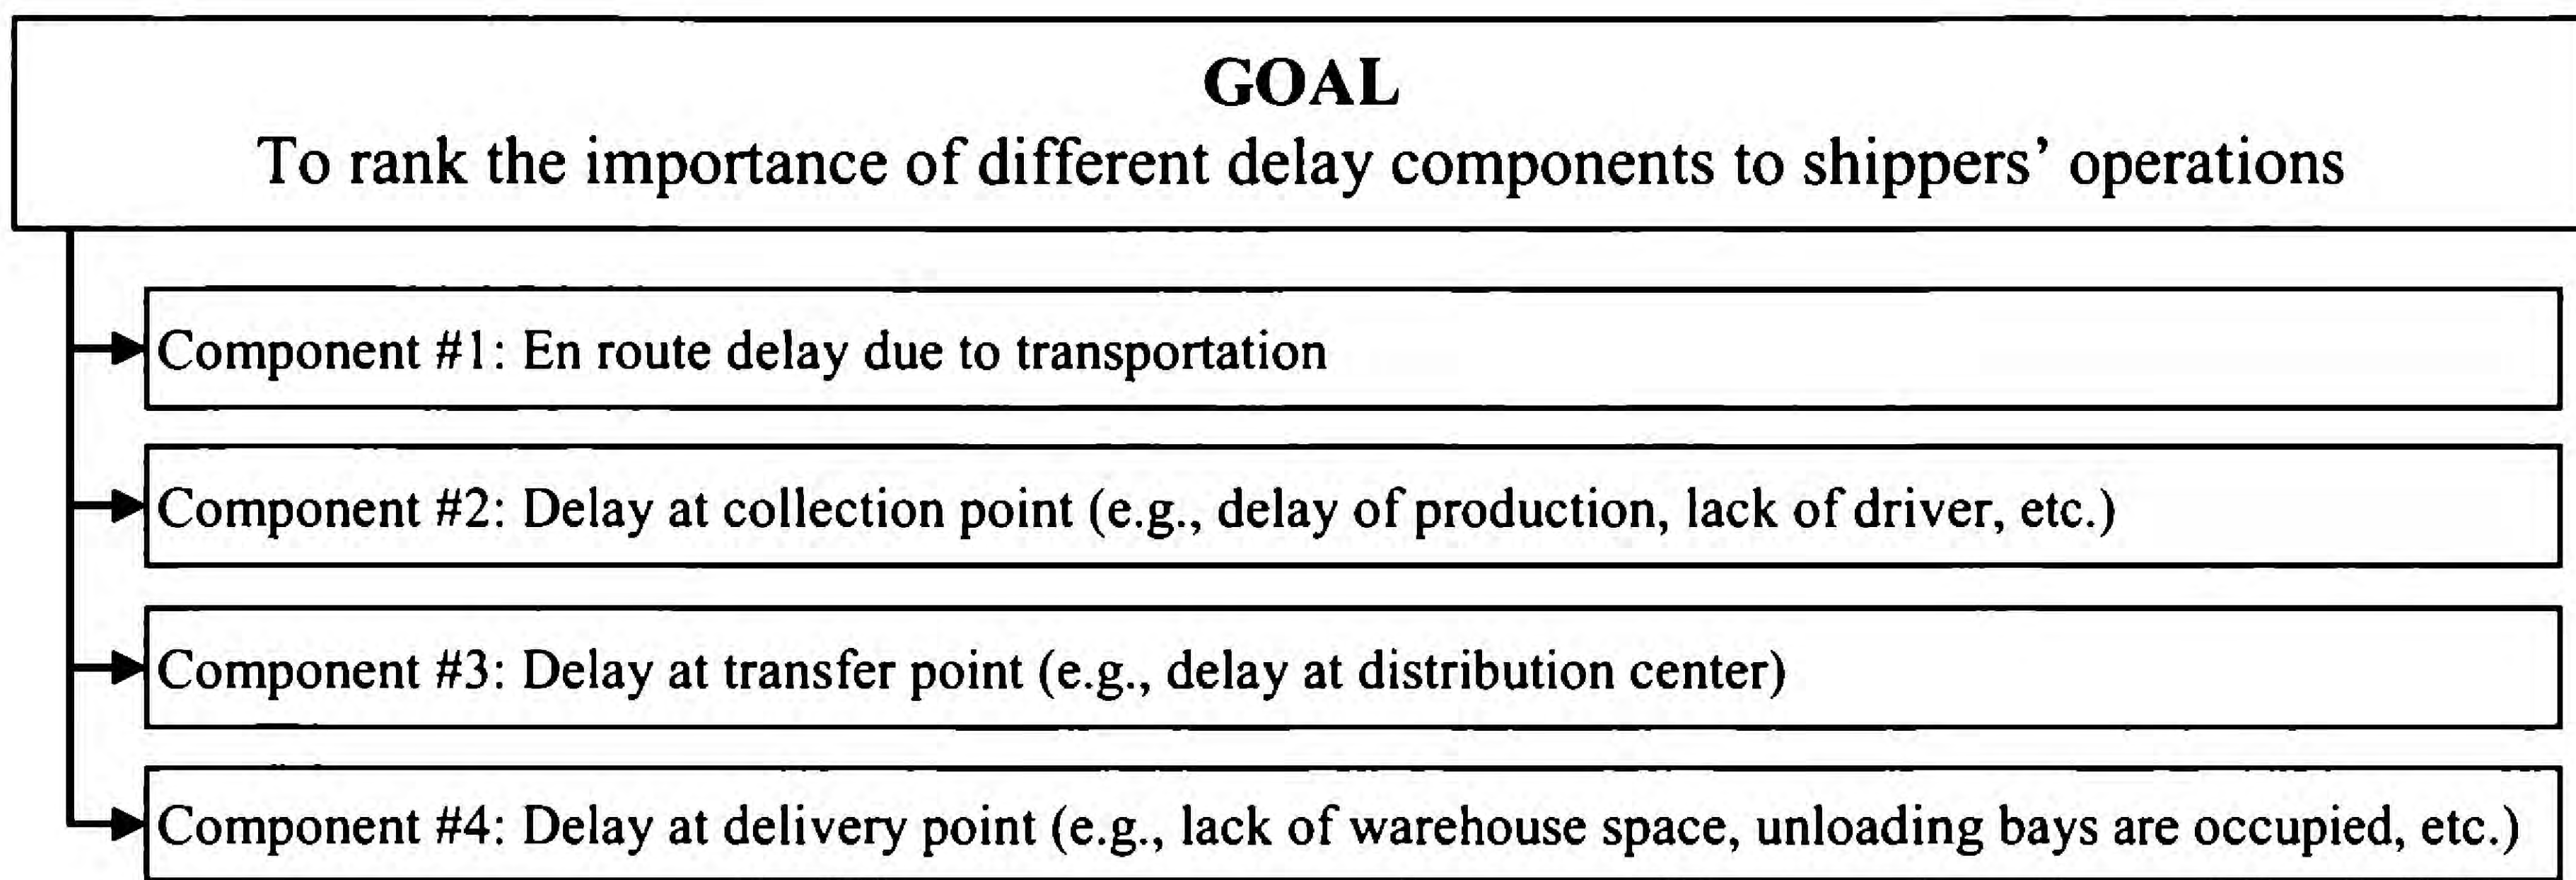 GOAL
To rank the importance of different delay components to shippers’ operations
Component #1: En route delay due to transportation
Component #2: Delay at collection point (e.g., delay of production, lack of driver, etc.)
Component #3: Delay at transfer point (e.g., delay at distribution center)
Component #4: Delay at delivery point (e.g., lack of warehouse space, unloading bays are occupied, etc.)